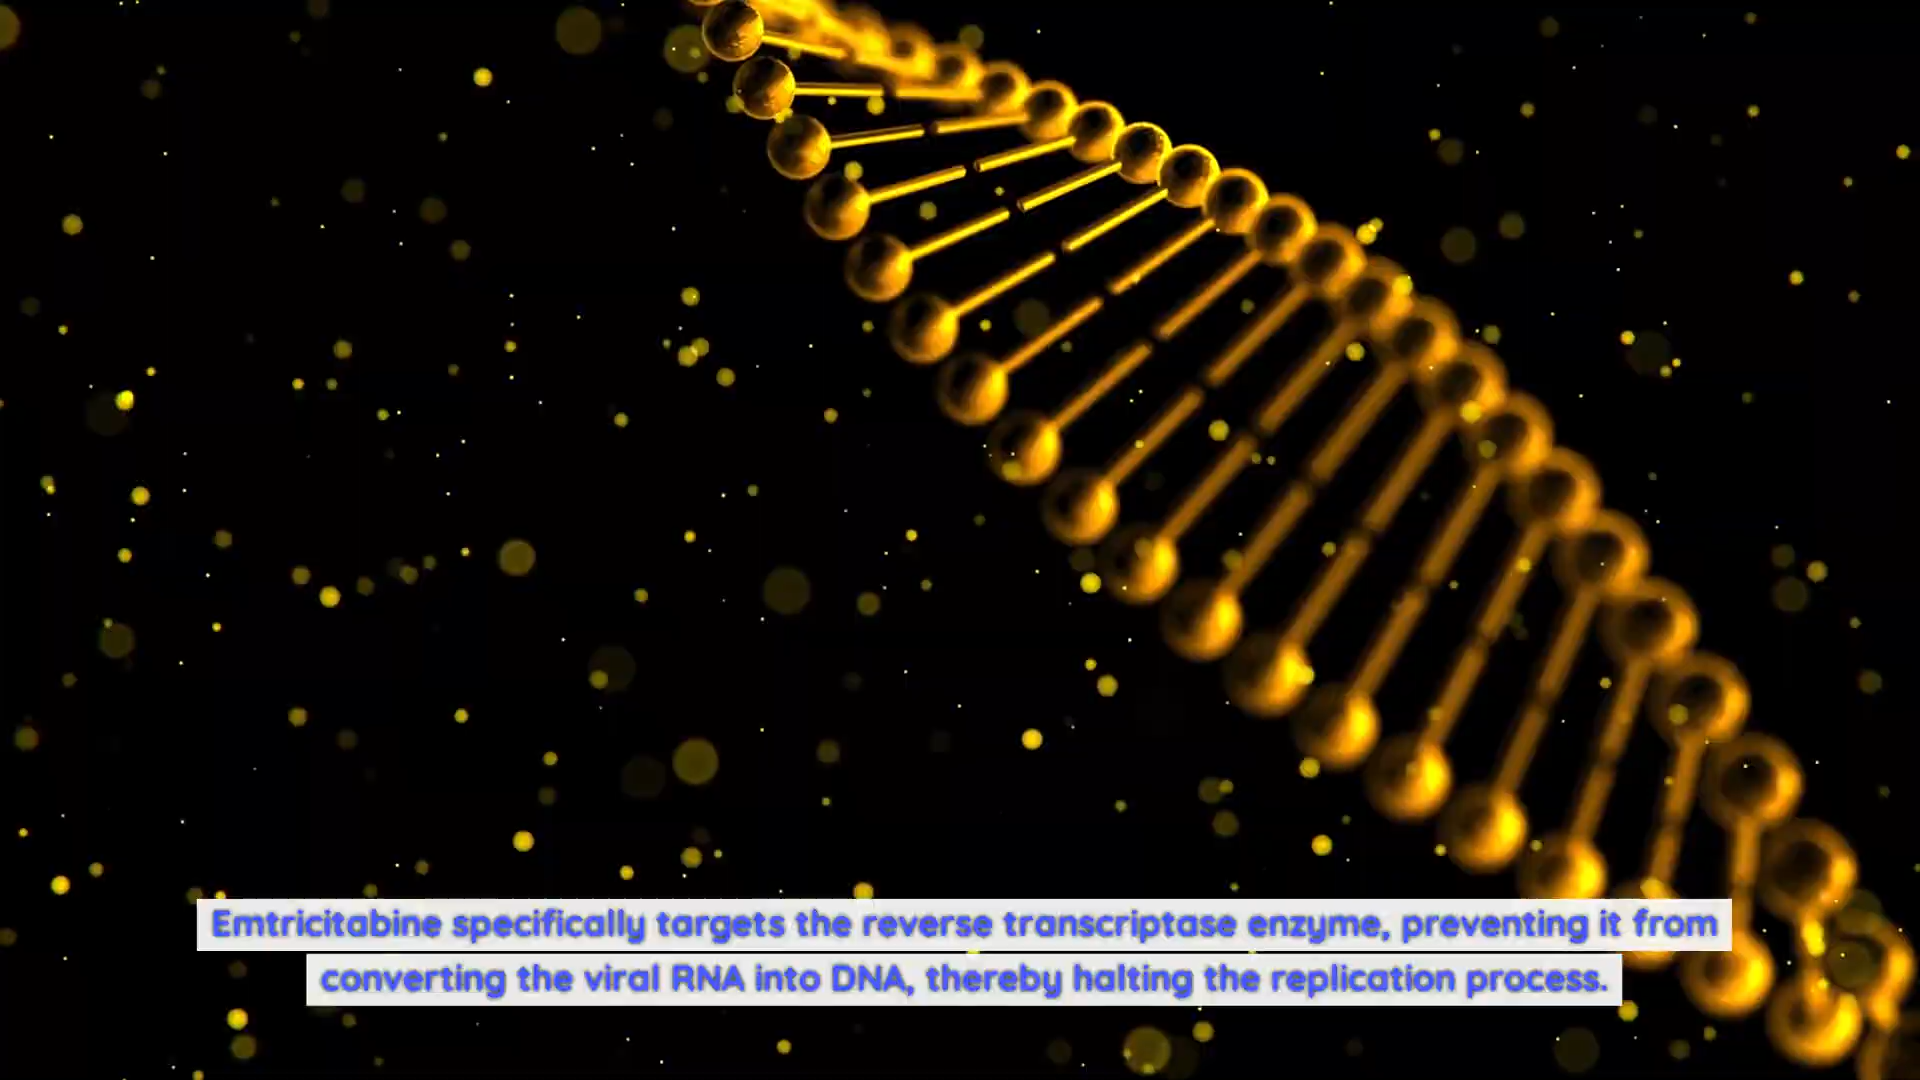 Emtricitabine specifically targets the reverse transcriptase enzyme, preventing it from
converting the viral RNA into DNA, thereby halting the replication process.